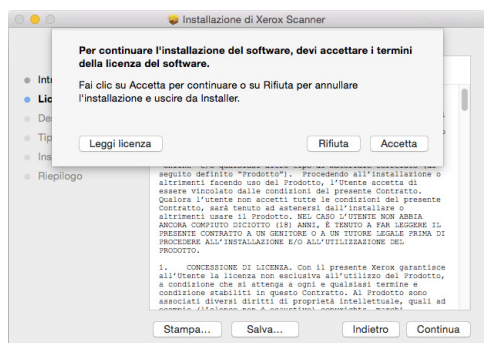 Installazione di Xerox Scanner
Per continuare l'installazione del software, devi accettare i termini
della licenza del software.
Fai clic su Accetta per continuare o su Rifiuta per annullare
l'installazione e uscire da Installer.
Leggi licenza
Rifiuta
Accetta
Int
Lic
De
Tip
Ins
Riepilogo
seguito definito "Prodotto"). Procedendo all'installazione o
altrimenti facendo uso del Prodotto, l'Utente accetta di
essere vincolato dalle condizioni del presente Contratto.
Qualora l'utente non accetti tutte le condizioni del presente
Contratto, sarà tenuto ad astenersi dall'installare o
altrimenti usare il Prodotto. NEL CASO L'UTENTE NON ABBIA
ANCORA COMPIUTO DICIOTTO (18) ANNI, È TENUTO A FAR LEGGERE IL
PRESENTE CONTRATTO A UN GENITORE O A UN TUTORE LEGALE PRIMA DI
PROCEDERE ALL'INSTALLAZIONE E/O ALL'UTILIZZAZIONE DEL
PRODOTTO.
1. CONCESSIONE DI LICENZA. Con il presente Xerox garantisce
all'Utente la licenza non esclusiva all'utilizzo del Prodotto,
a condizione che si attenga a ogni e qualsiasi termine e
condizione stabiliti in questo Contratto. Al Prodotto sono
associati diversi diritti di proprietà intellettuale, quali ad
Stampa...
Salva...
Indietro
Continua